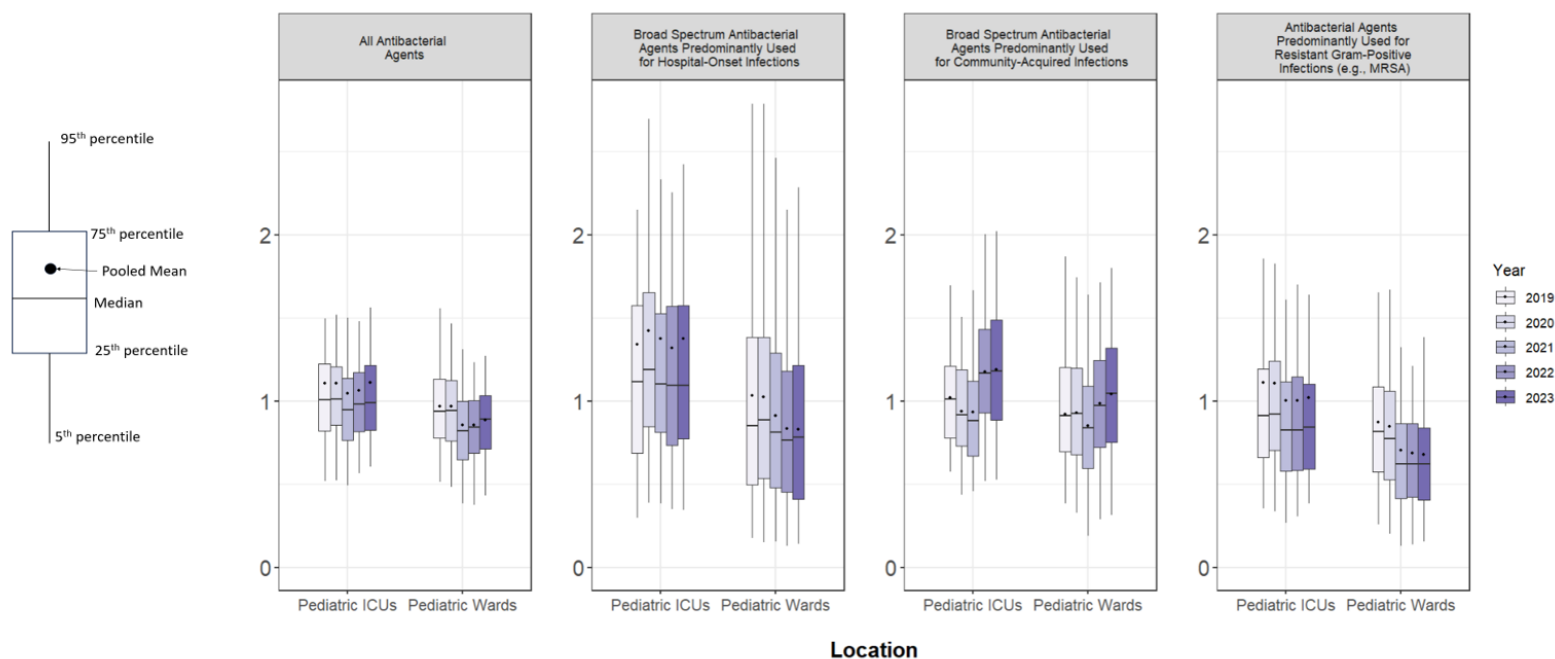 All Antibacterial
Agents
Broad Spectrum Antibacterial
Agents Predominantly Used
for Hospital-Onset Infections
Broad Spectrum Antibacterial
Agents Predominantly Used
for Community-Acquired Infections
Antibacterial Agents
Predominantly Used for
Resistant Gram-Positive
Infections (e.g., MRSA)
95th percentile
75th percentile
Pooled Mean
Median
25th percentile
5th percentile
2
1
0
2
1
0
2
1
0
2
1
0
Year
2019
2020
2021
2022
2023
Pediatric ICUs Pediatric Wards
Pediatric ICUs Pediatric Wards
Pediatric ICUs Pediatric Wards
Pediatric ICUs Pediatric Wards
Location